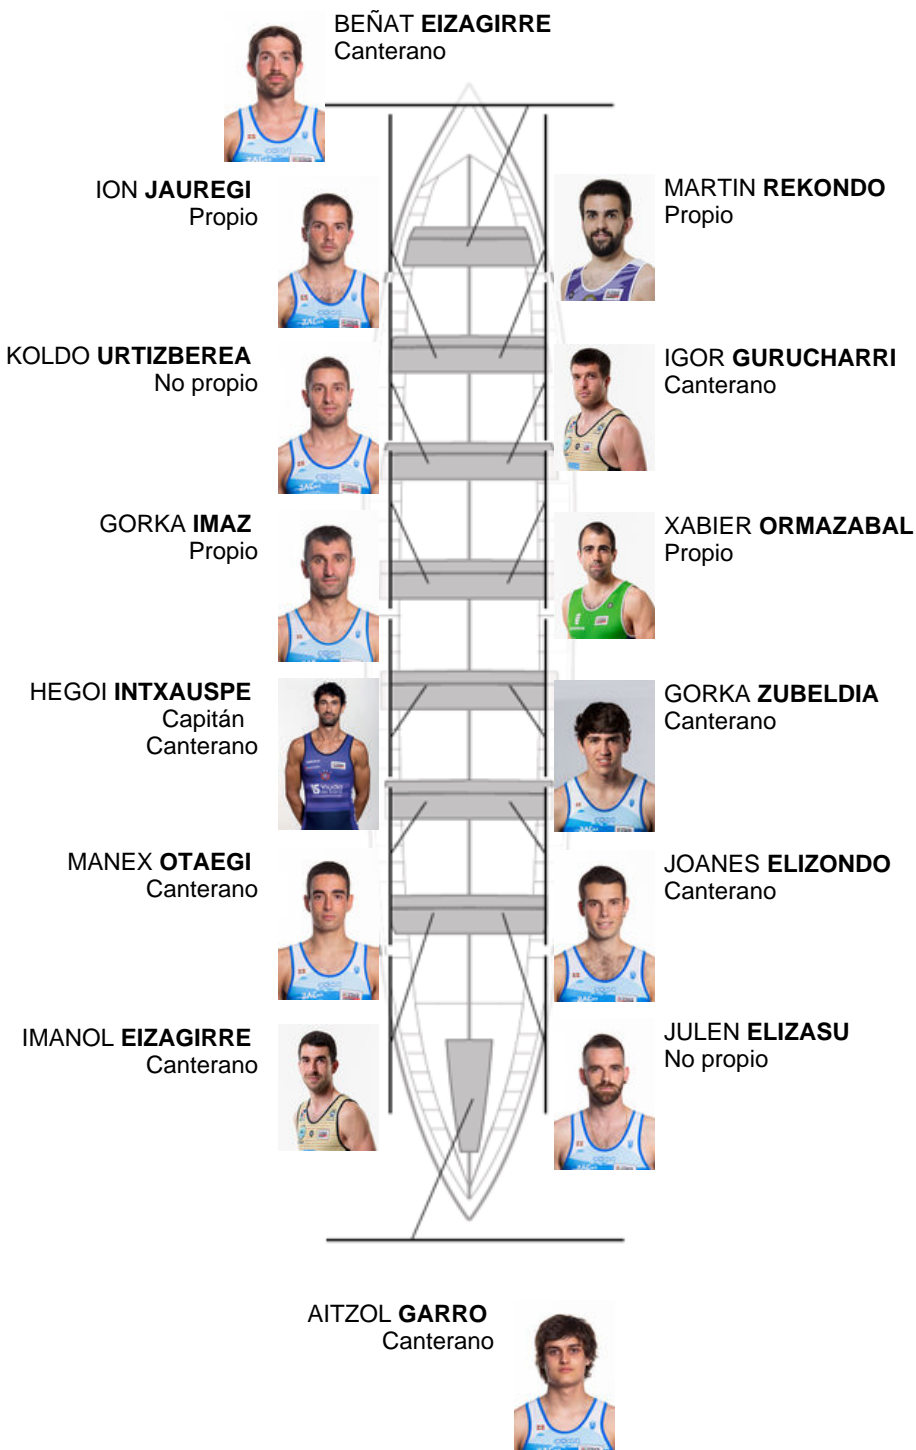 BEÑAT EIZAGIRRE
Canterano
ION JAUREGI
Propio
MARTIN REKONDO
Propio
KOLDO URTIZBEREA
No propio
IGOR GURUCHARRI
Canterano
GORKA IMAZ
Propio
XABIER ORMAZABAL
Propio
HEGOI INTXAUSPE
Capitán
Canterano
GORKA ZUBELDIA
Canterano
MANEX OTAEGI
Canterano
JOANES ELIZONDO
Canterano
IMANOL EIZAGIRRE
Canterano
JULEN ELIZASU
No propio
AITZOL GARRO
Canterano